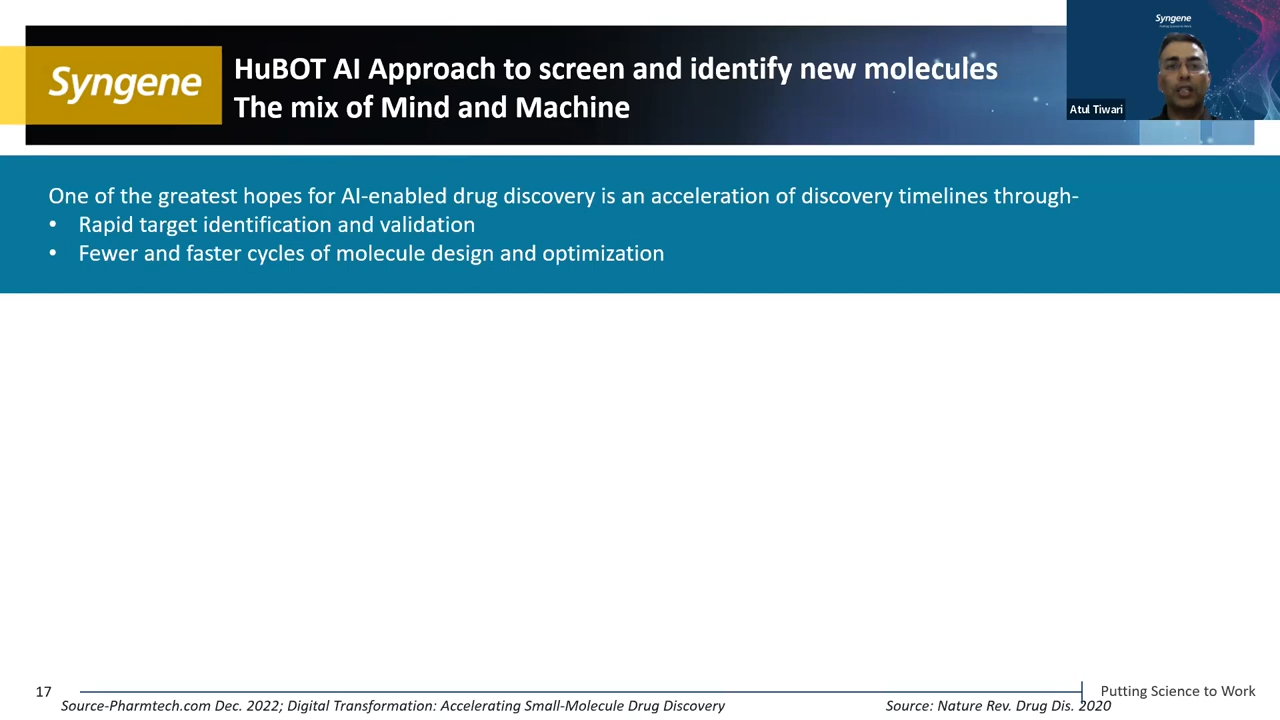 Syngene
HuBOT AI Approach to screen and identify new molecules
The mix of Mind and Machine
Syngene
Atul Tiwari
One of the greatest hopes for AI-enabled drug discovery is an acceleration of discovery timelines through-
• Rapid target identification and validation
• Fewer and faster cycles of molecule design and optimization
17
Putting Science to Work
Source-Pharmtech.com Dec. 2022; Digital Transformation: Accelerating Small-Molecule Drug Discovery
Source: Nature Rev. Drug Dis. 2020